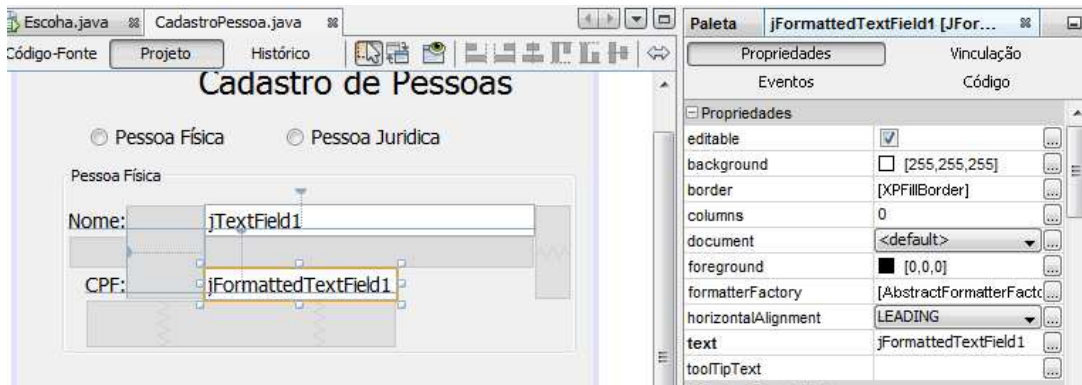 Escoha.java CadastroPessoa.java
Código-Fonte Projeto Histórico
Cadastro de Pessoas
Pessoa Física Pessoa Juridica
Pessoa Física
Nome: jTextField1
CPF: jFormattedTextField1
Paleta jFormattedTextField1 [JFor...
Propriedades Vinculação
Eventos Código
Propriedades
editable ...
background [255,255,255] ...
border [XPFillBorder] ...
columns 0 ...
document <default> ...
foreground [0,0,0] ...
formatterFactory [AbstractFormatterFacto ...
horizontalAlignment LEADING ...
text jFormattedTextField1 ...
toolTipText ...